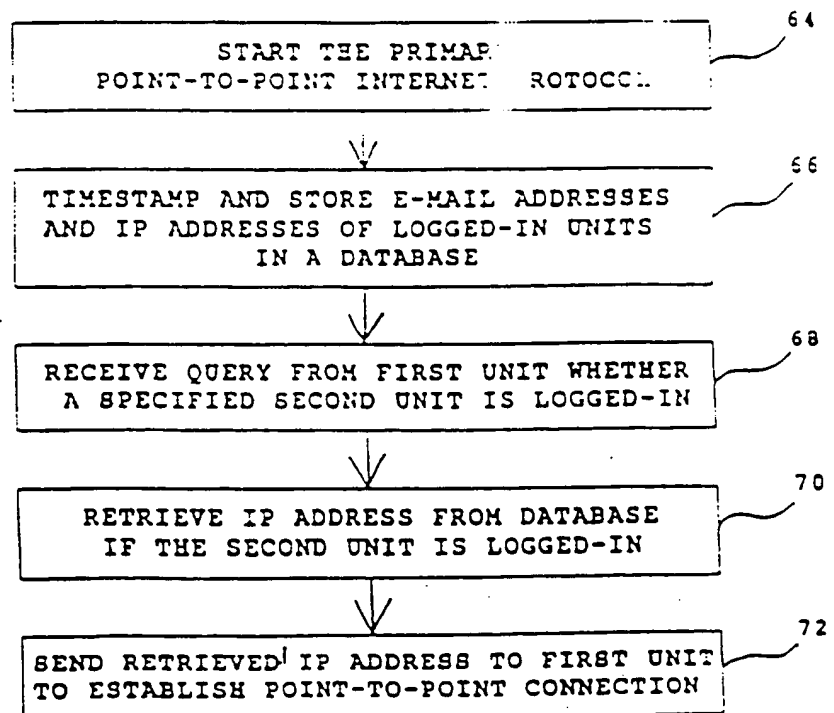 64
START THE PRIMAR
POINT-TO-POINT INTERNET ROTOCOL
66
TIMESTAMP AND STORE E-MAIL ADDRESSES
AND IP ADDRESSES OF LOGGED-IN UNITS
IN A DATABASE
68
RECEIVE QUERY FROM FIRST UNIT WHETHER
A SPECIFIED SECOND UNIT IS LOGGED-IN
70
RETRIEVE IP ADDRESS FROM DATABASE
IF THE SECOND UNIT IS LOGGED-IN
72
SEND RETRIEVED IP ADDRESS TO FIRST UNIT
TO ESTABLISH POINT-TO-POINT CONNECTION